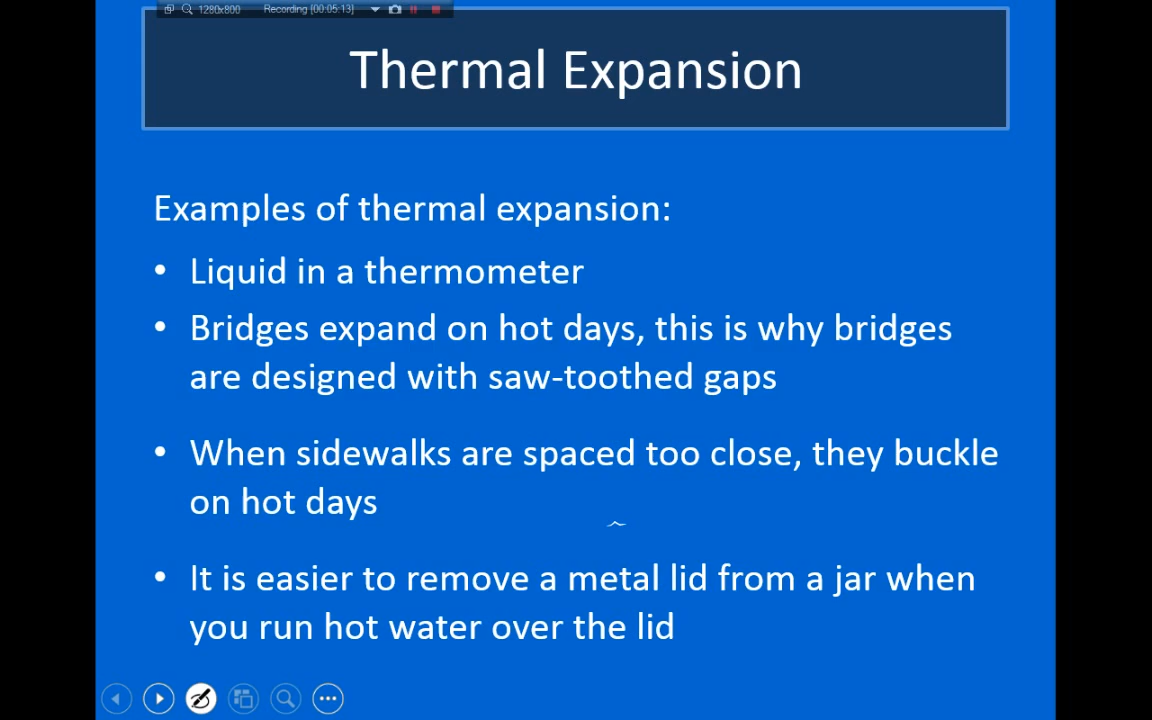 1280x800 Recording [00:05:13]
Thermal Expansion
Examples of thermal expansion:
• Liquid in a thermometer
• Bridges expand on hot days, this is why bridges
are designed with saw-toothed gaps
• When sidewalks are spaced too close, they buckle
on hot days
• It is easier to remove a metal lid from a jar when
you run hot water over the lid